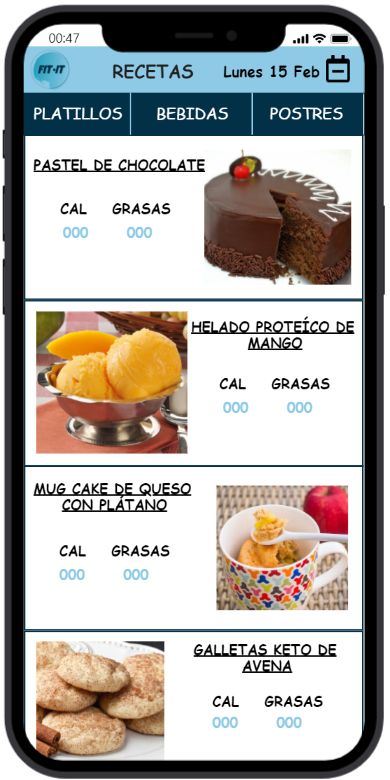 00:47
FIT-IT
RECETAS
Lunes 15 Feb
PLATILLOS BEBIDAS POSTRES
PASTEL DE CHOCOLATE
CAL GRASAS
000 000
HELADO PROTEÍCO DE
MANGO
CAL GRASAS
000 000
MUG CAKE DE QUESO
CON PLÁTANO
CAL GRASAS
000 000
GALLETAS KETO DE
AVENA
CAL GRASAS
000 000